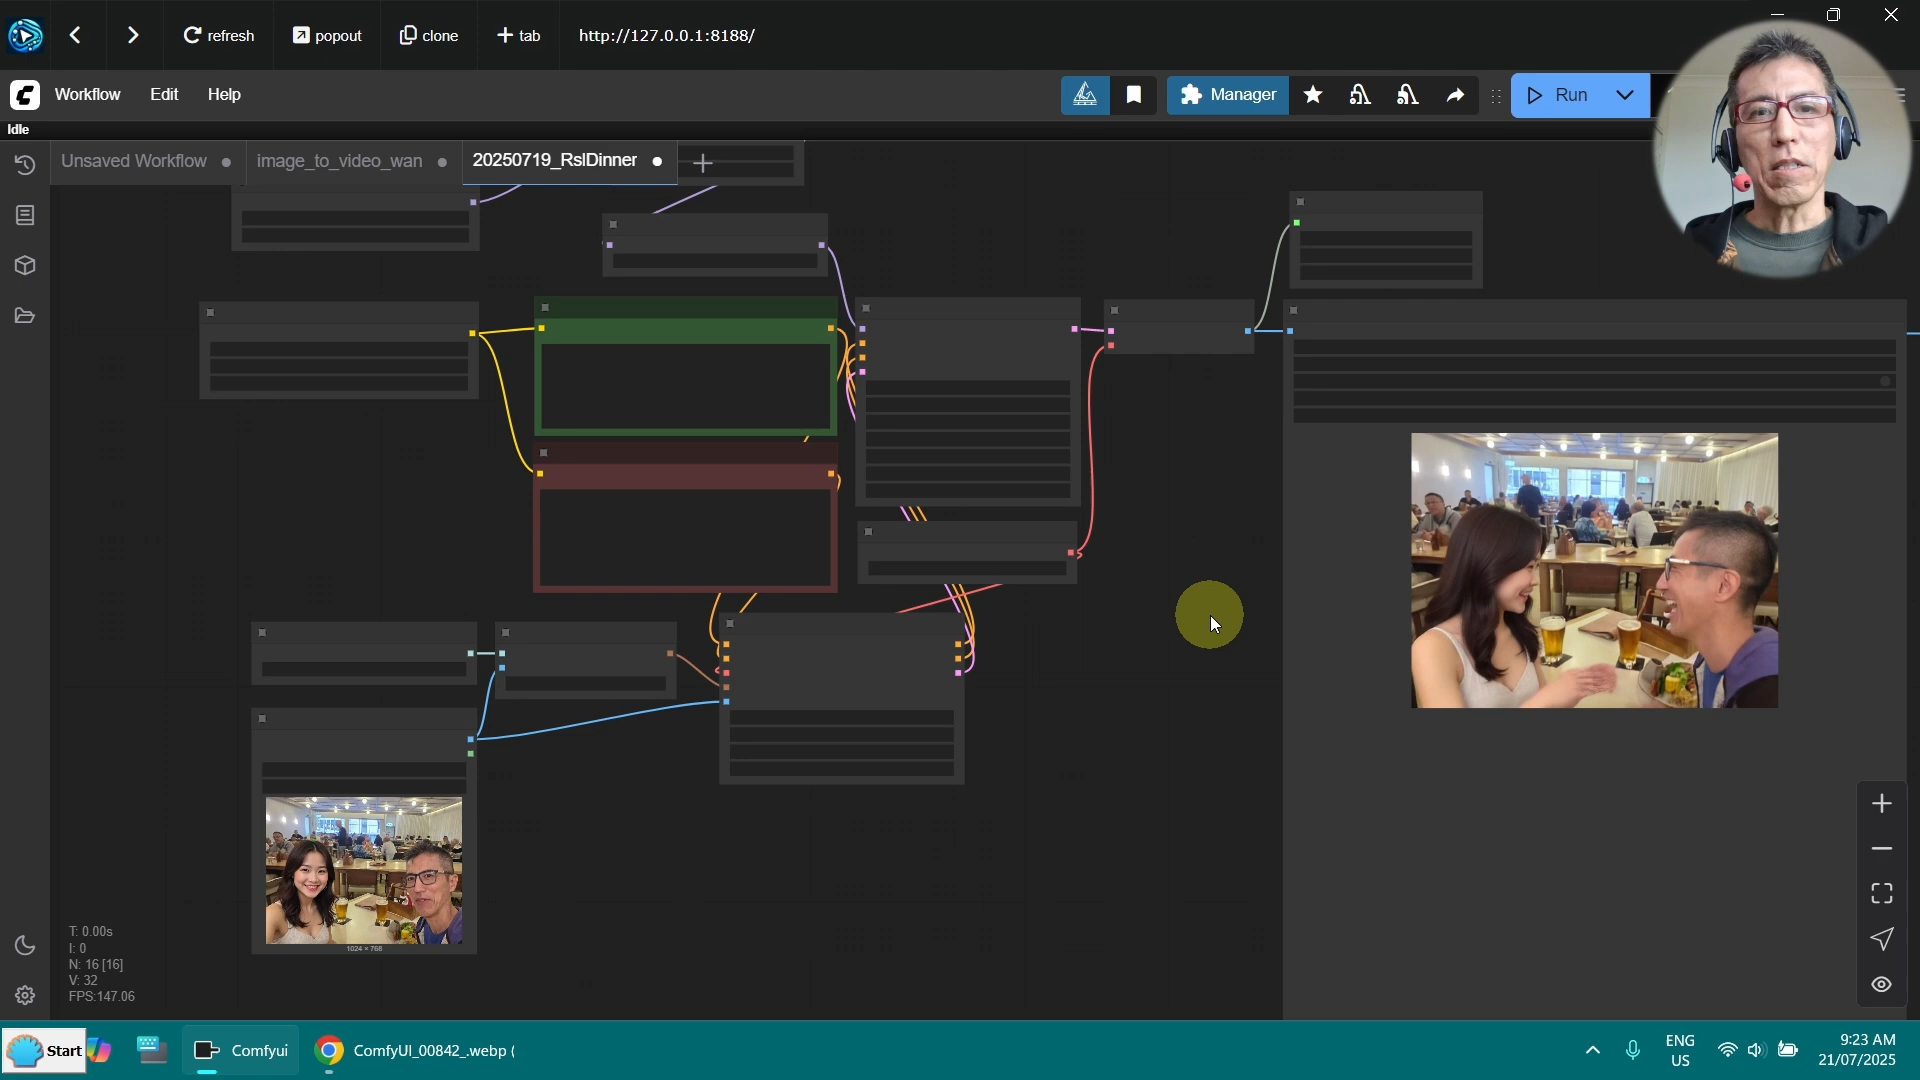 refresh
popout
clone
tab
http://127.0.0.1:8188/
Workflow
Edit
Help
Manager
Run
Idle
Unsaved Workflow
image_to_video_wan
20250719_RslDinner
1024 × 768
T: 0.00s
I: 0
N: 16 [16]
V: 32
FPS:147.06
Start
Comfyui
ComfyUI_00842_.webp (
ENG
US
9:23 AM
21/07/2025